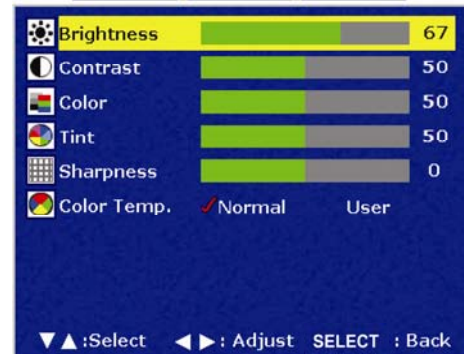 Brightness 67
Contrast 50
Color 50
Tint 50
Sharpness 0
Color Temp. ✓Normal User
▼▲:Select ◀▶: Adjust SELECT : Back